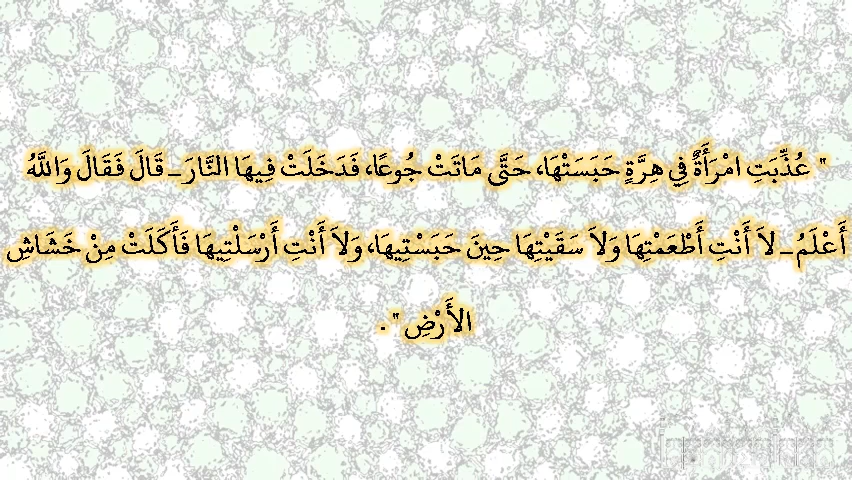 " عُذِّبَتِ امْرَأَةٌ فِي هِرَّةٍ حَبَسَتْهَا، حَتَّى مَاتَتْ جُوعًا، فَدَخَلَتْ فِيهَا النَّارَ ـ قَالَ فَقَالَ وَاللَّهُ
أَعْلَمُ ـ لاَ أَنْتِ أَطْعَمْتِهَا وَلاَ سَقَيْتِهَا حِينَ حَبَسْتِيهَا، وَلاَ أَنْتِ أَرْسَلْتِيهَا فَأَكَلَتْ مِنْ خَشَاشِ
الأَرْضِ ".